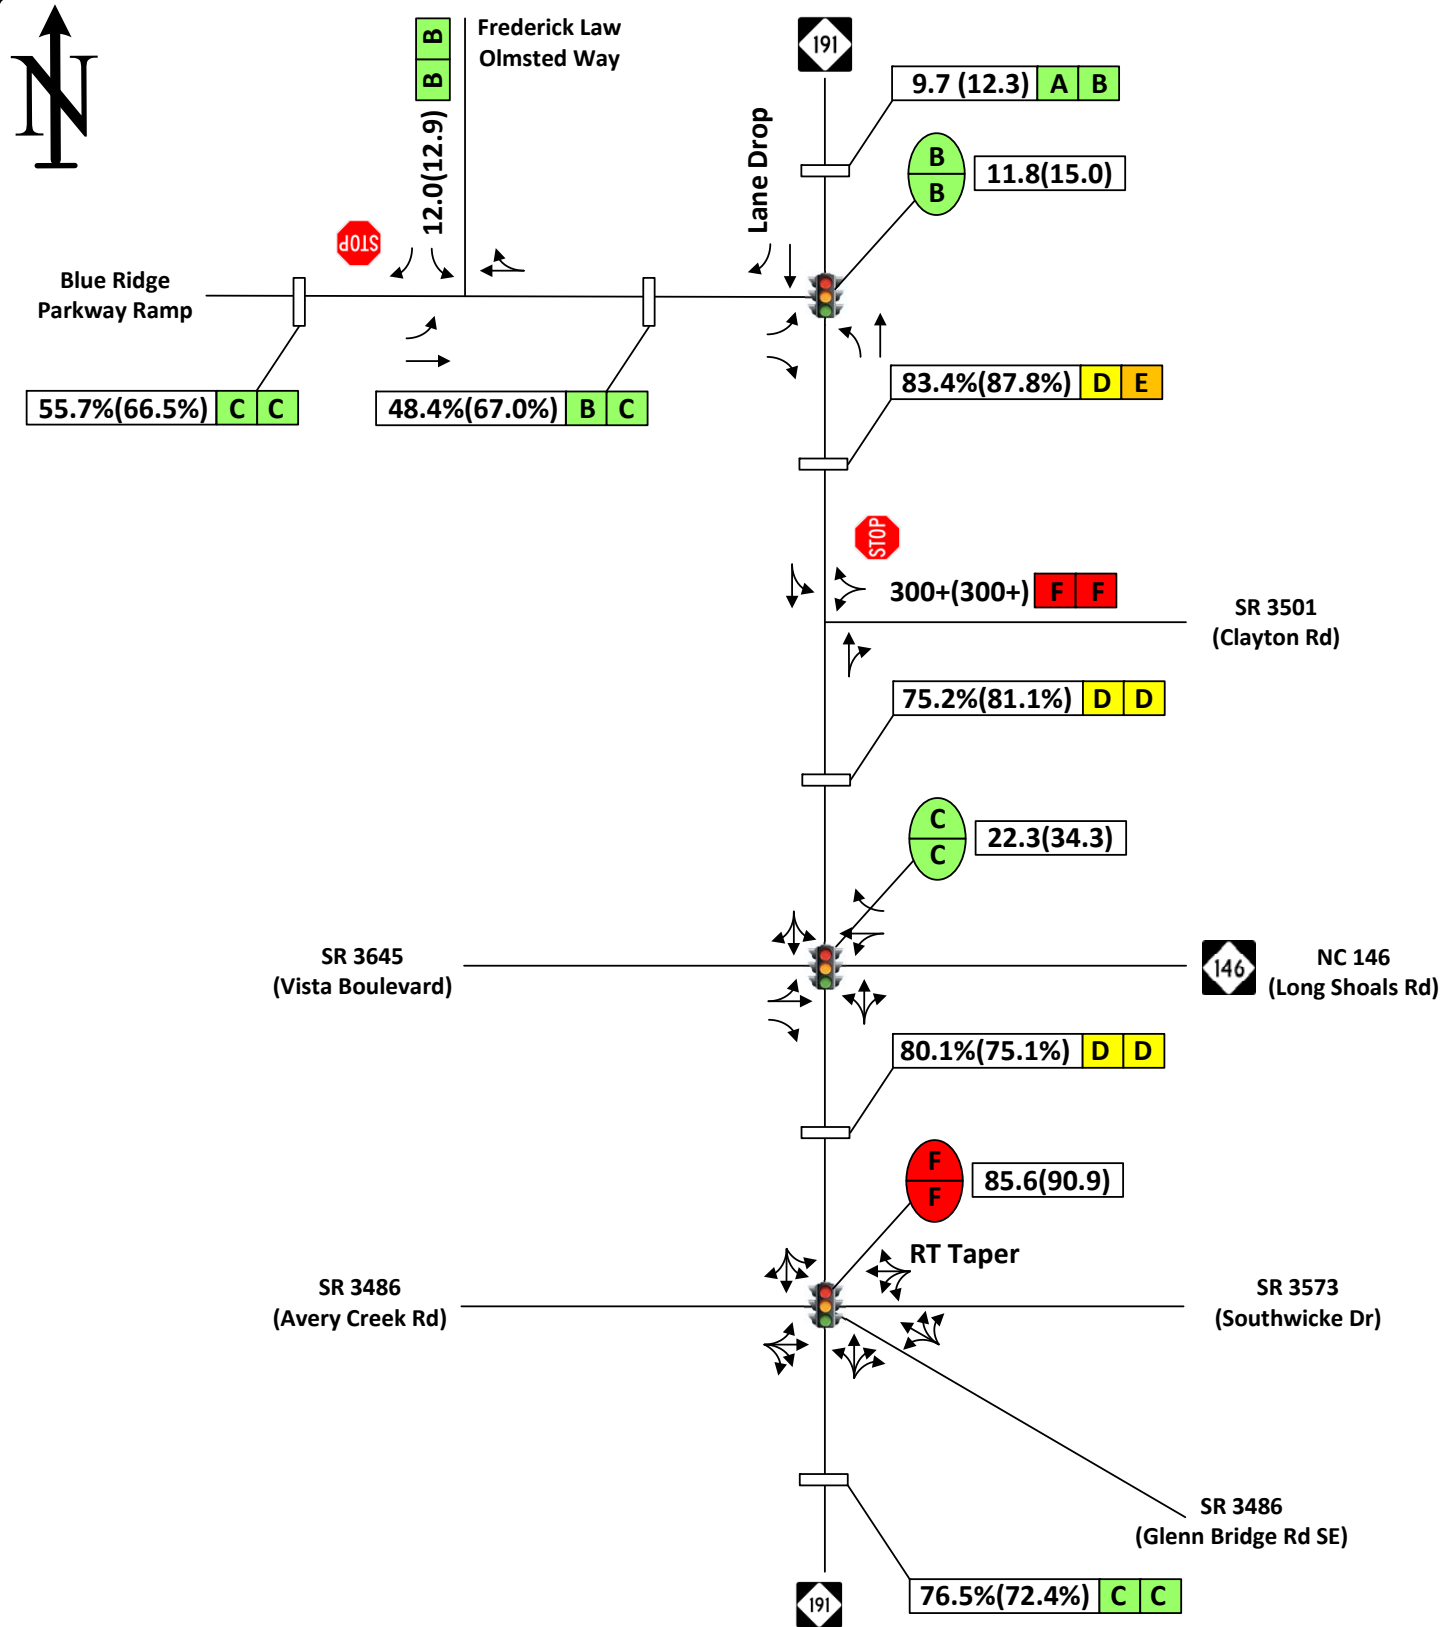 N
Frederick Law
Olmsted Way
B
B
12.0(12.9)
191
9.7 (12.3) A B
Lane Drop
B
B
11.8(15.0)
STOP
Blue Ridge
Parkway Ramp
55.7%(66.5%) C C
48.4%(67.0%) B C
83.4%(87.8%) D E
STOP
300+(300+) F F
SR 3501
(Clayton Rd)
75.2%(81.1%) D D
C
C
22.3(34.3)
SR 3645
(Vista Boulevard)
146
NC 146
(Long Shoals Rd)
80.1%(75.1%) D D
F
F
85.6(90.9)
RT Taper
SR 3486
(Avery Creek Rd)
SR 3573
(Southwicke Dr)
SR 3486
(Glenn Bridge Rd SE)
191
76.5%(72.4%) C C